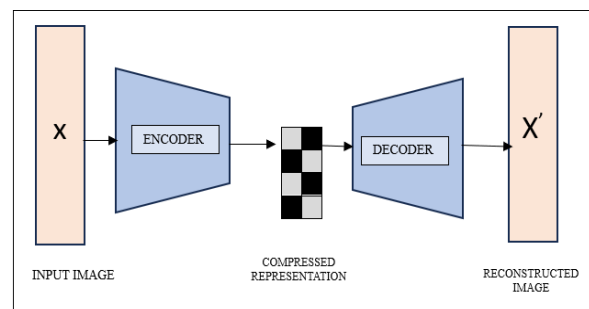 x
ENCODER
DECODER
X'
INPUT IMAGE
COMPRESSED
REPRESENTATION
RECONSTRUCTED
IMAGE